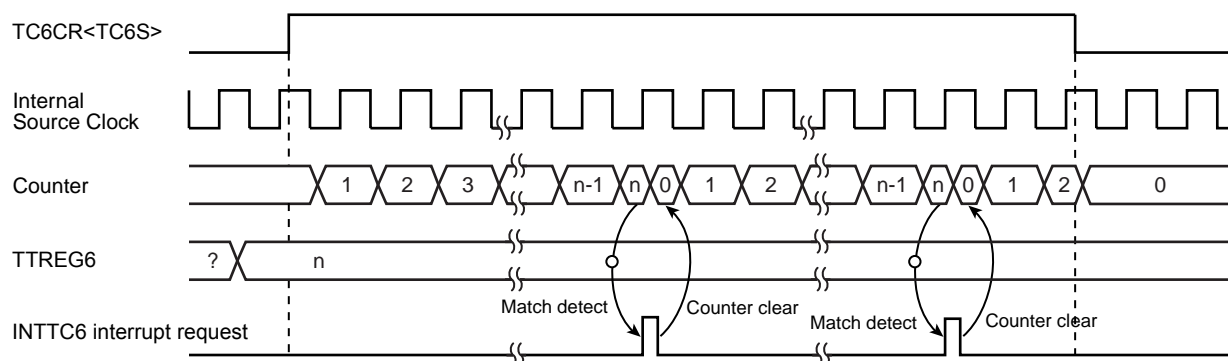 TC6CR<TC6S>
Internal
Source Clock
Counter
1 2 3 n-1 n 0 1 2 n-1 n 0 1 2 0
TTREG6
? n
Match detect Counter clear Match detect Counter clear
INTTC6 interrupt request